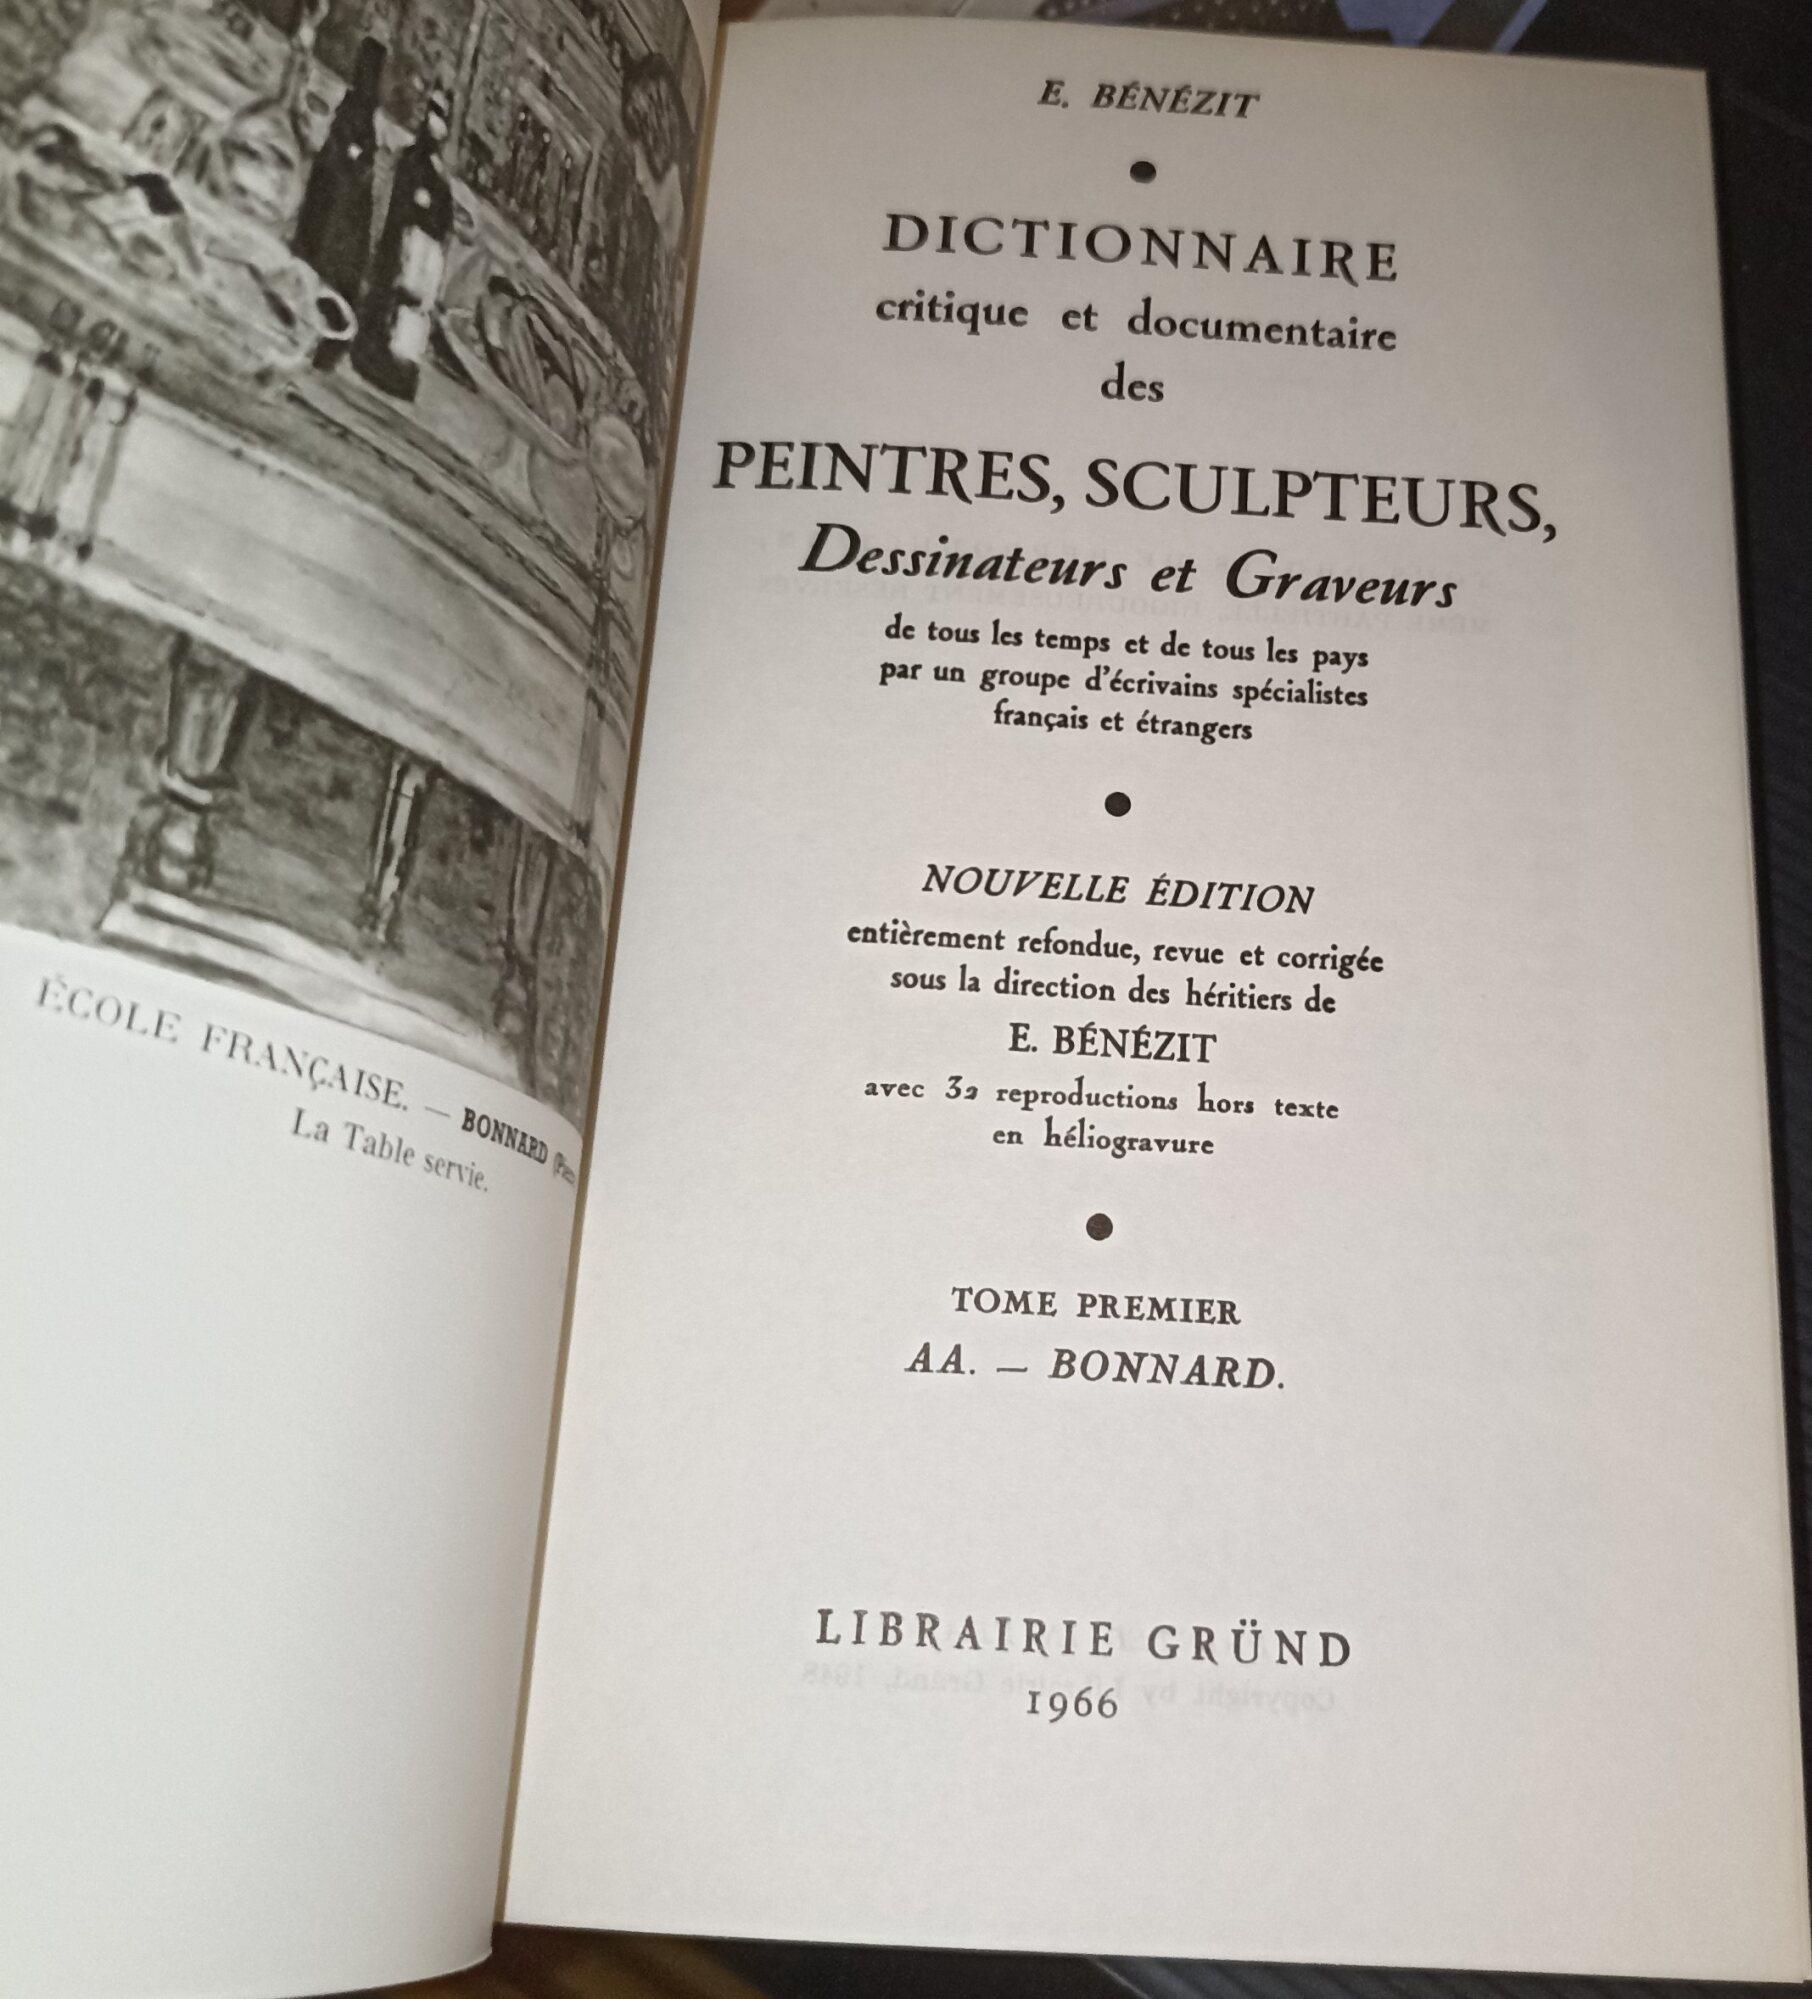 ÉCOLE FRANÇAISE. — BONNARD
La Table servie.
E. BÉNÉZIT
DICTIONNAIRE
critique et documentaire
des
PEINTRES, SCULPTEURS,
Dessinateurs et Graveurs
de tous les temps et de tous les pays
par un groupe d'écrivains spécialistes
français et étrangers
NOUVELLE ÉDITION
entièrement refondue, revue et corrigée
sous la direction des héritiers de
E. BÉNÉZIT
avec 32 reproductions hors texte
en héliogravure
TOME PREMIER
AA. — BONNARD.
LIBRAIRIE GRÜND
1966